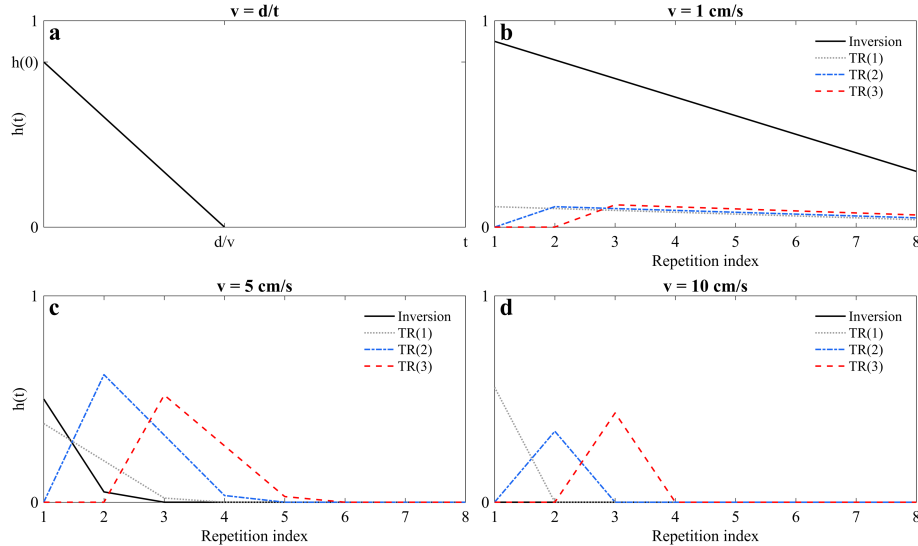 v = d/t
a
h(0)
h(t)
0
d/v
t
v = 1 cm/s
b
1
0
Inversion
TR(1)
TR(2)
TR(3)
1 2 3 4 5 6 7 8
Repetition index
v = 5 cm/s
c
1
h(t)
0
Inversion
TR(1)
TR(2)
TR(3)
1 2 3 4 5 6 7 8
Repetition index
v = 10 cm/s
d
1
0
Inversion
TR(1)
TR(2)
TR(3)
1 2 3 4 5 6 7 8
Repetition index